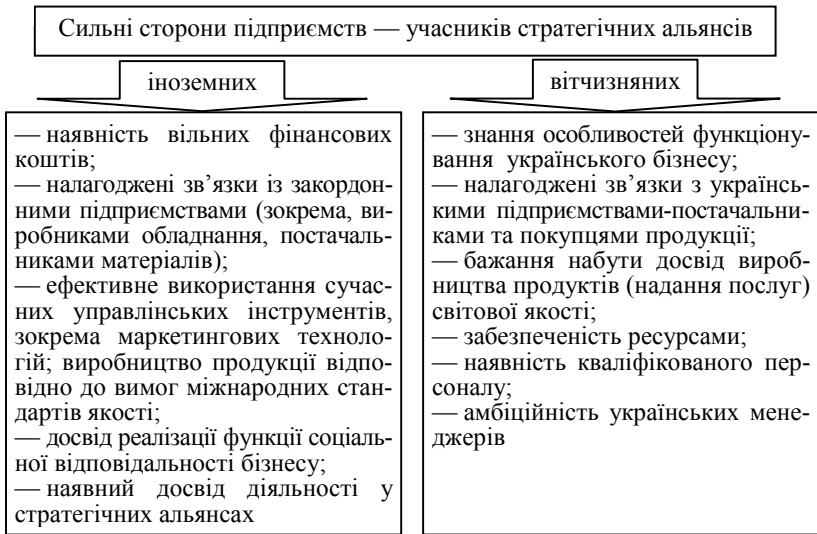 Сильні сторони підприємств — учасників стратегічних альянсів
іноземних
— наявність вільних фінансових
коштів;
— налагоджені зв’язки із закордон-
ними підприємствами (зокрема, ви-
робниками обладнання, постачаль-
никами матеріалів);
— ефективне використання сучас-
них управлінських інструментів,
зокрема маркетингових техноло-
гій; виробництво продукції відпо-
відно до вимог міжнародних стан-
дартів якості;
— досвід реалізації функції соціаль-
ної відповідальності бізнесу;
— наявний досвід діяльності у
стратегічних альянсах
вітчизняних
— знання особливостей функціону-
вання українського бізнесу;
— налагоджені зв’язки з українсь-
кими підприємствами-постачальни-
ками та покупцями продукції;
— бажання набути досвід вироб-
ництва продуктів (надання послуг)
світової якості;
— забезпеченість ресурсами;
— наявність кваліфікованого пер-
соналу;
— амбіційність українських мене-
джерів